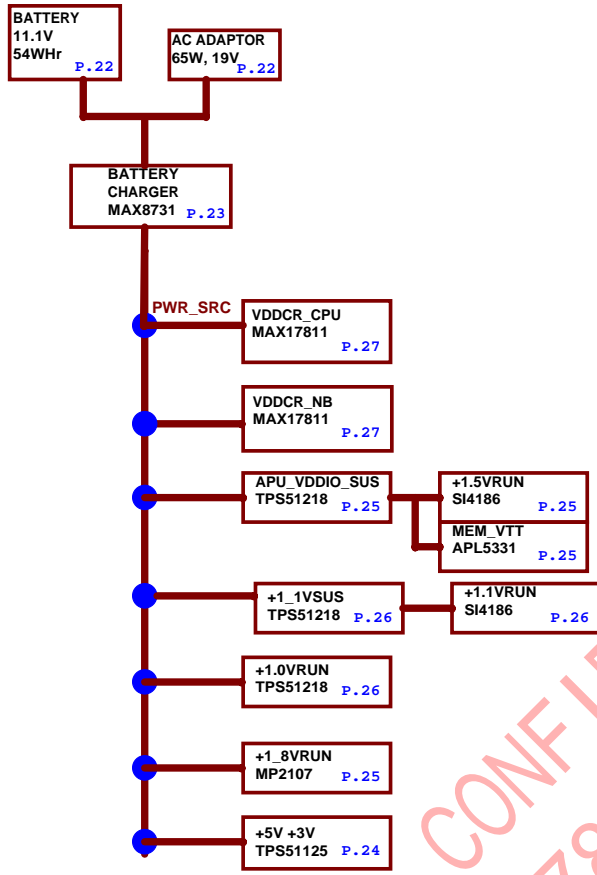 BATTERY
11.1V
54WHr
P.22
AC ADAPTOR
65W, 19V
P.22
BATTERY
CHARGER
MAX8731 P.23
PWR_SRC
VDDCR_CPU
MAX17811
P.27
VDDCR_NB
MAX17811
P.27
APU_VDDIO_SUS
TPS51218 P.25
+1.5VRUN
SI4186 P.25
MEM_VTT
APL5331 P.25
+1_1VSUS
TPS51218 P.26
+1.1VRUN
SI4186 P.26
+1.0VRUN
TPS51218 P.26
+1_8VRUN
MP2107 P.25
+5V +3V
TPS51125 P.24